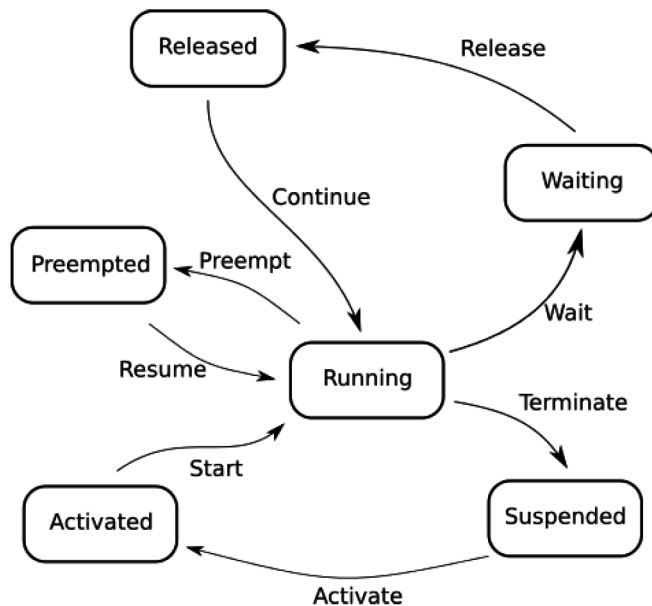 Released
Release
Waiting
Continue
Preempted
Preempt
Wait
Resume
Running
Terminate
Start
Activated
Suspended
Activate